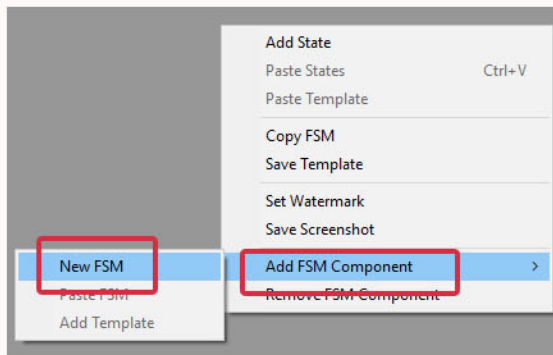 Add State
Paste States Ctrl+V
Paste Template
Copy FSM
Save Template
Set Watermark
Save Screenshot
Add FSM Component
Remove FSM Component
New FSM
Paste FSM
Add Template